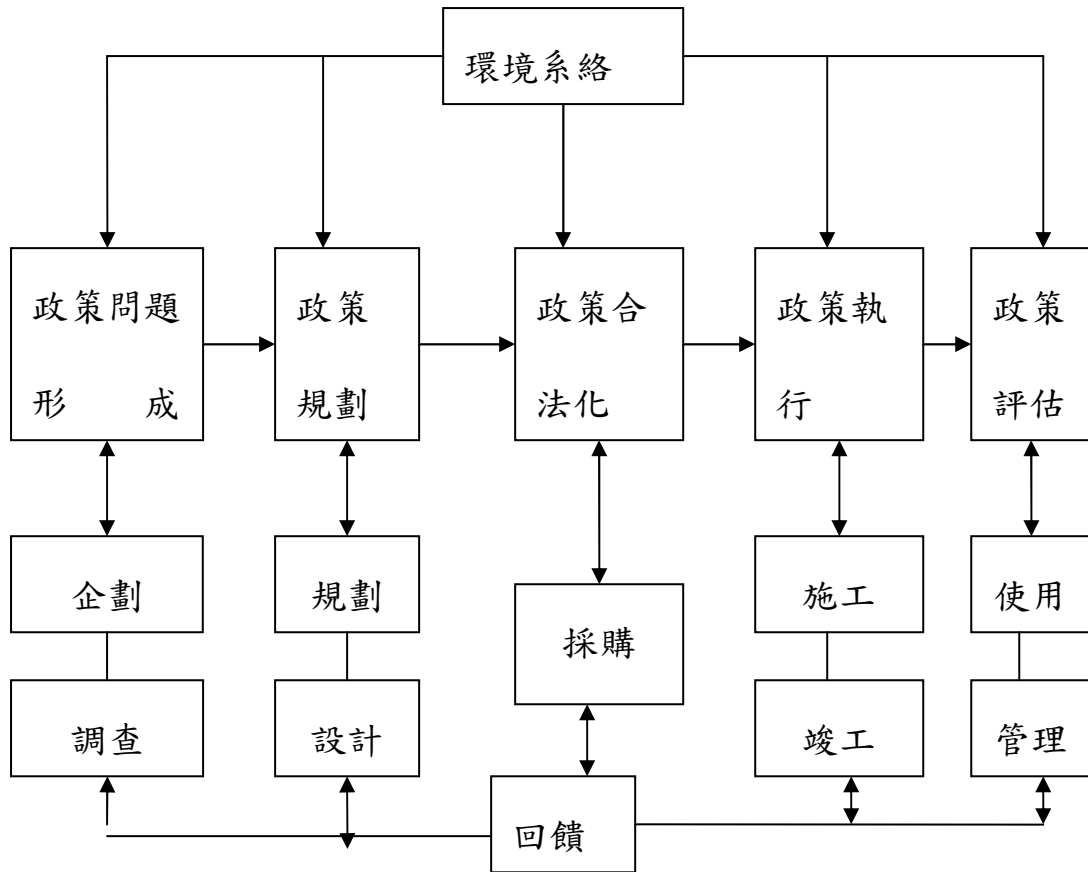 環境系絡
政策問題
形 成
政策
規劃
政策合
法化
政策執
行
政策
評估
企劃
規劃
採購
施工
使用
調查
設計
竣工
管理
回饋